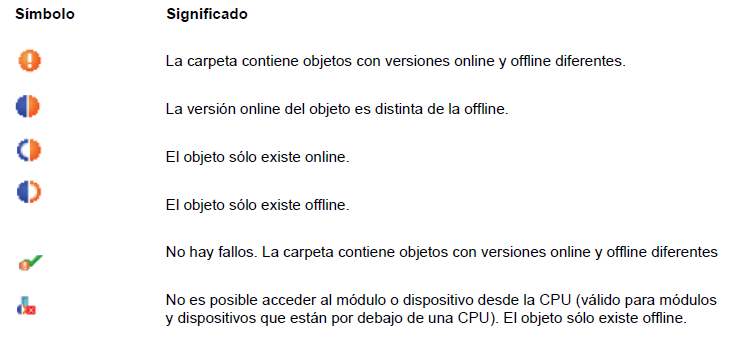 Símbolo Significado
La carpeta contiene objetos con versiones online y offline diferentes.
La versión online del objeto es distinta de la offline.
El objeto sólo existe online.
El objeto sólo existe offline.
No hay fallos. La carpeta contiene objetos con versiones online y offline diferentes
No es posible acceder al módulo o dispositivo desde la CPU (válido para módulos
y dispositivos que están por debajo de una CPU). El objeto sólo existe offline.